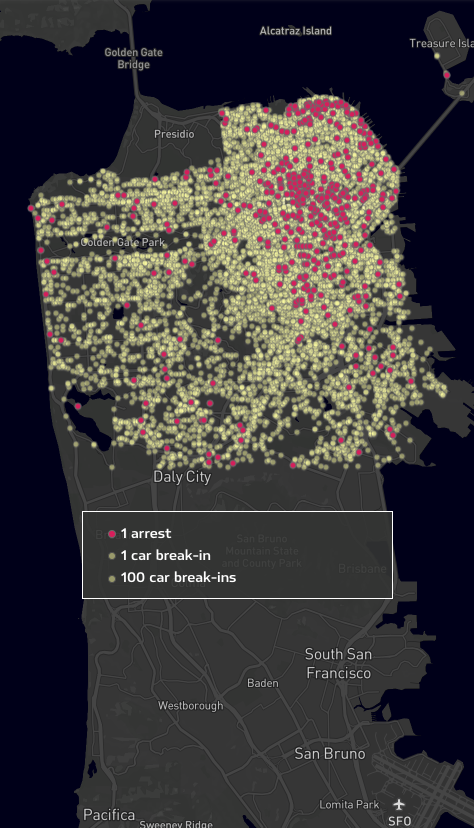 Alcatraz Island
Treasure Isla
Golden Gate
Bridge
Presidio
Golden Gate Park
Daly City
1 arrest
1 car break-in
100 car break-ins
San Bruno
Mountain State
and County Park
Brisbane
South San
Francisco
Baden
Westborough
San Bruno
Lomita Park
SFO
Pacifica
Sweeney Ridge